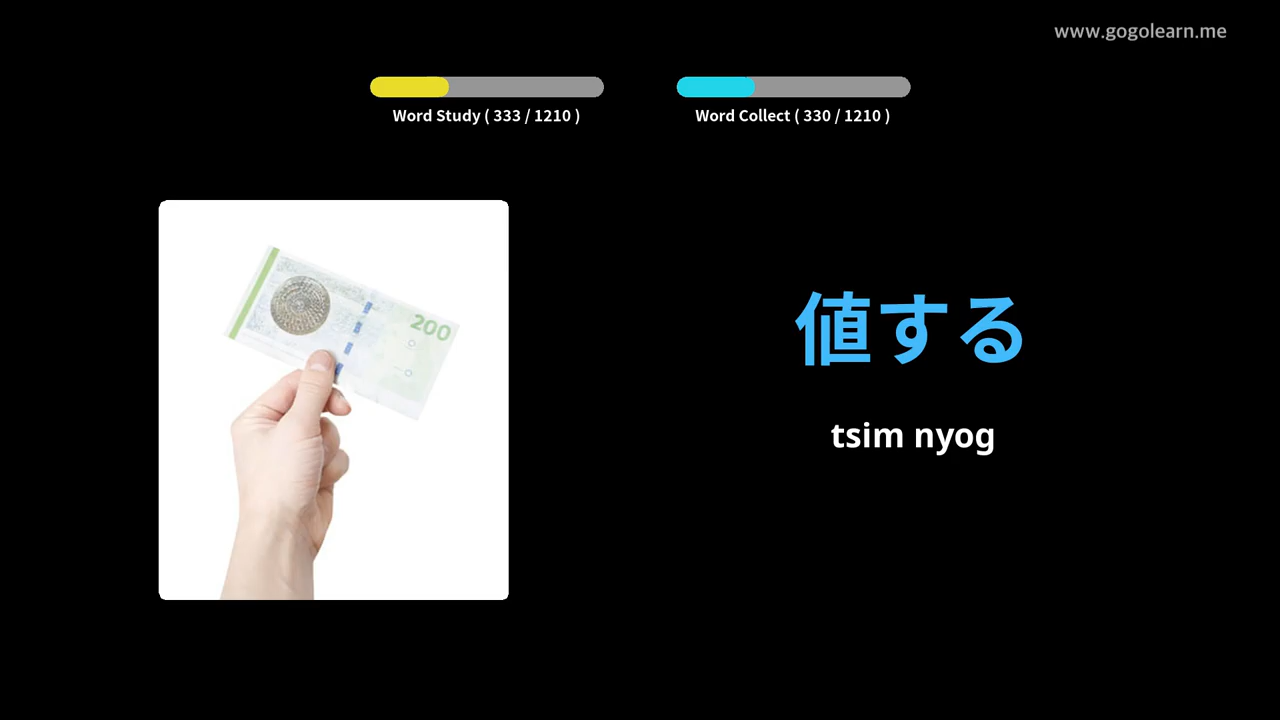 www.gogolearn.me
Word Study ( 333 / 1210 )
Word Collect ( 330 / 1210 )
200
値する
tsim nyog